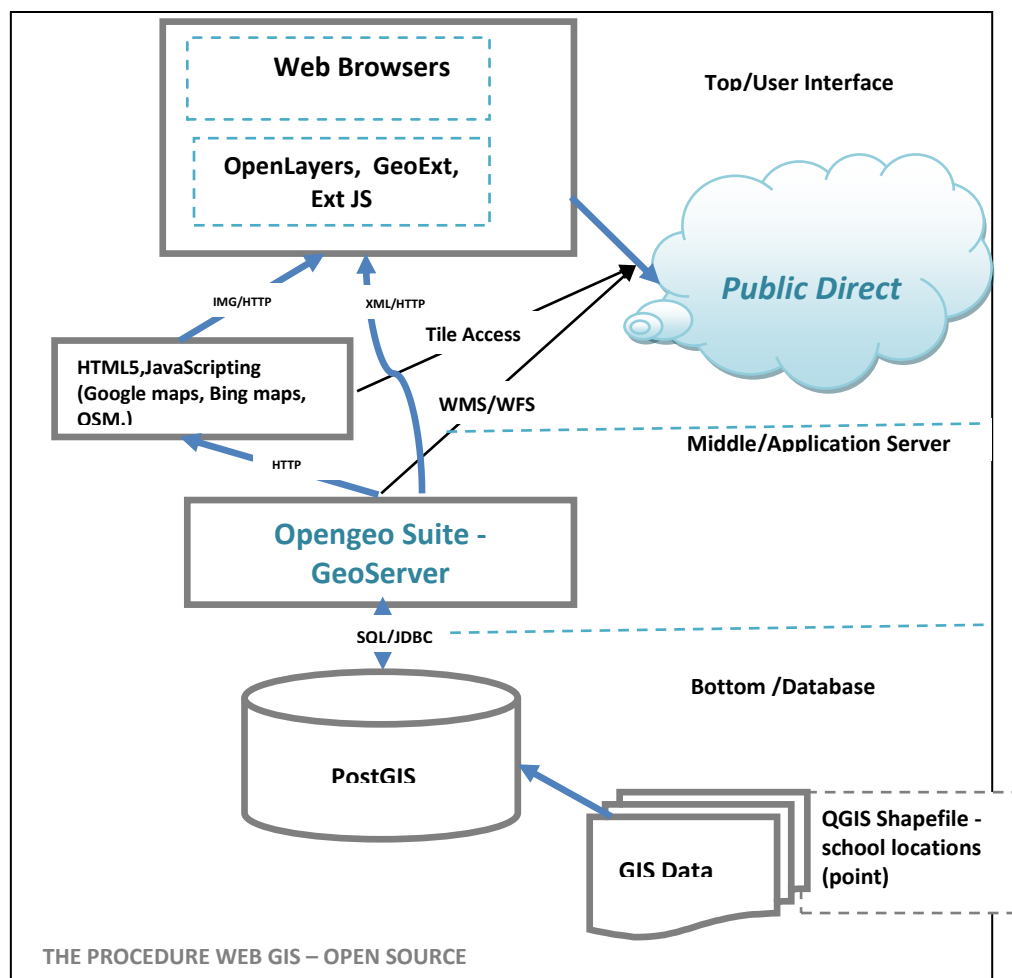 Web Browsers
Top/User Interface
OpenLayers, GeoExt,
Ext JS
Public Direct
IMG/HTTP
XML/HTTP
Tile Access
HTML5,JavaScripting
(Google maps, Bing maps,
OSM.)
WMS/WFS
Middle/Application Server
HTTP
Opengeo Suite -
GeoServer
SQL/JDBC
Bottom /Database
PostGIS
QGIS Shapefile -
school locations
(point)
GIS Data
THE PROCEDURE WEB GIS – OPEN SOURCE